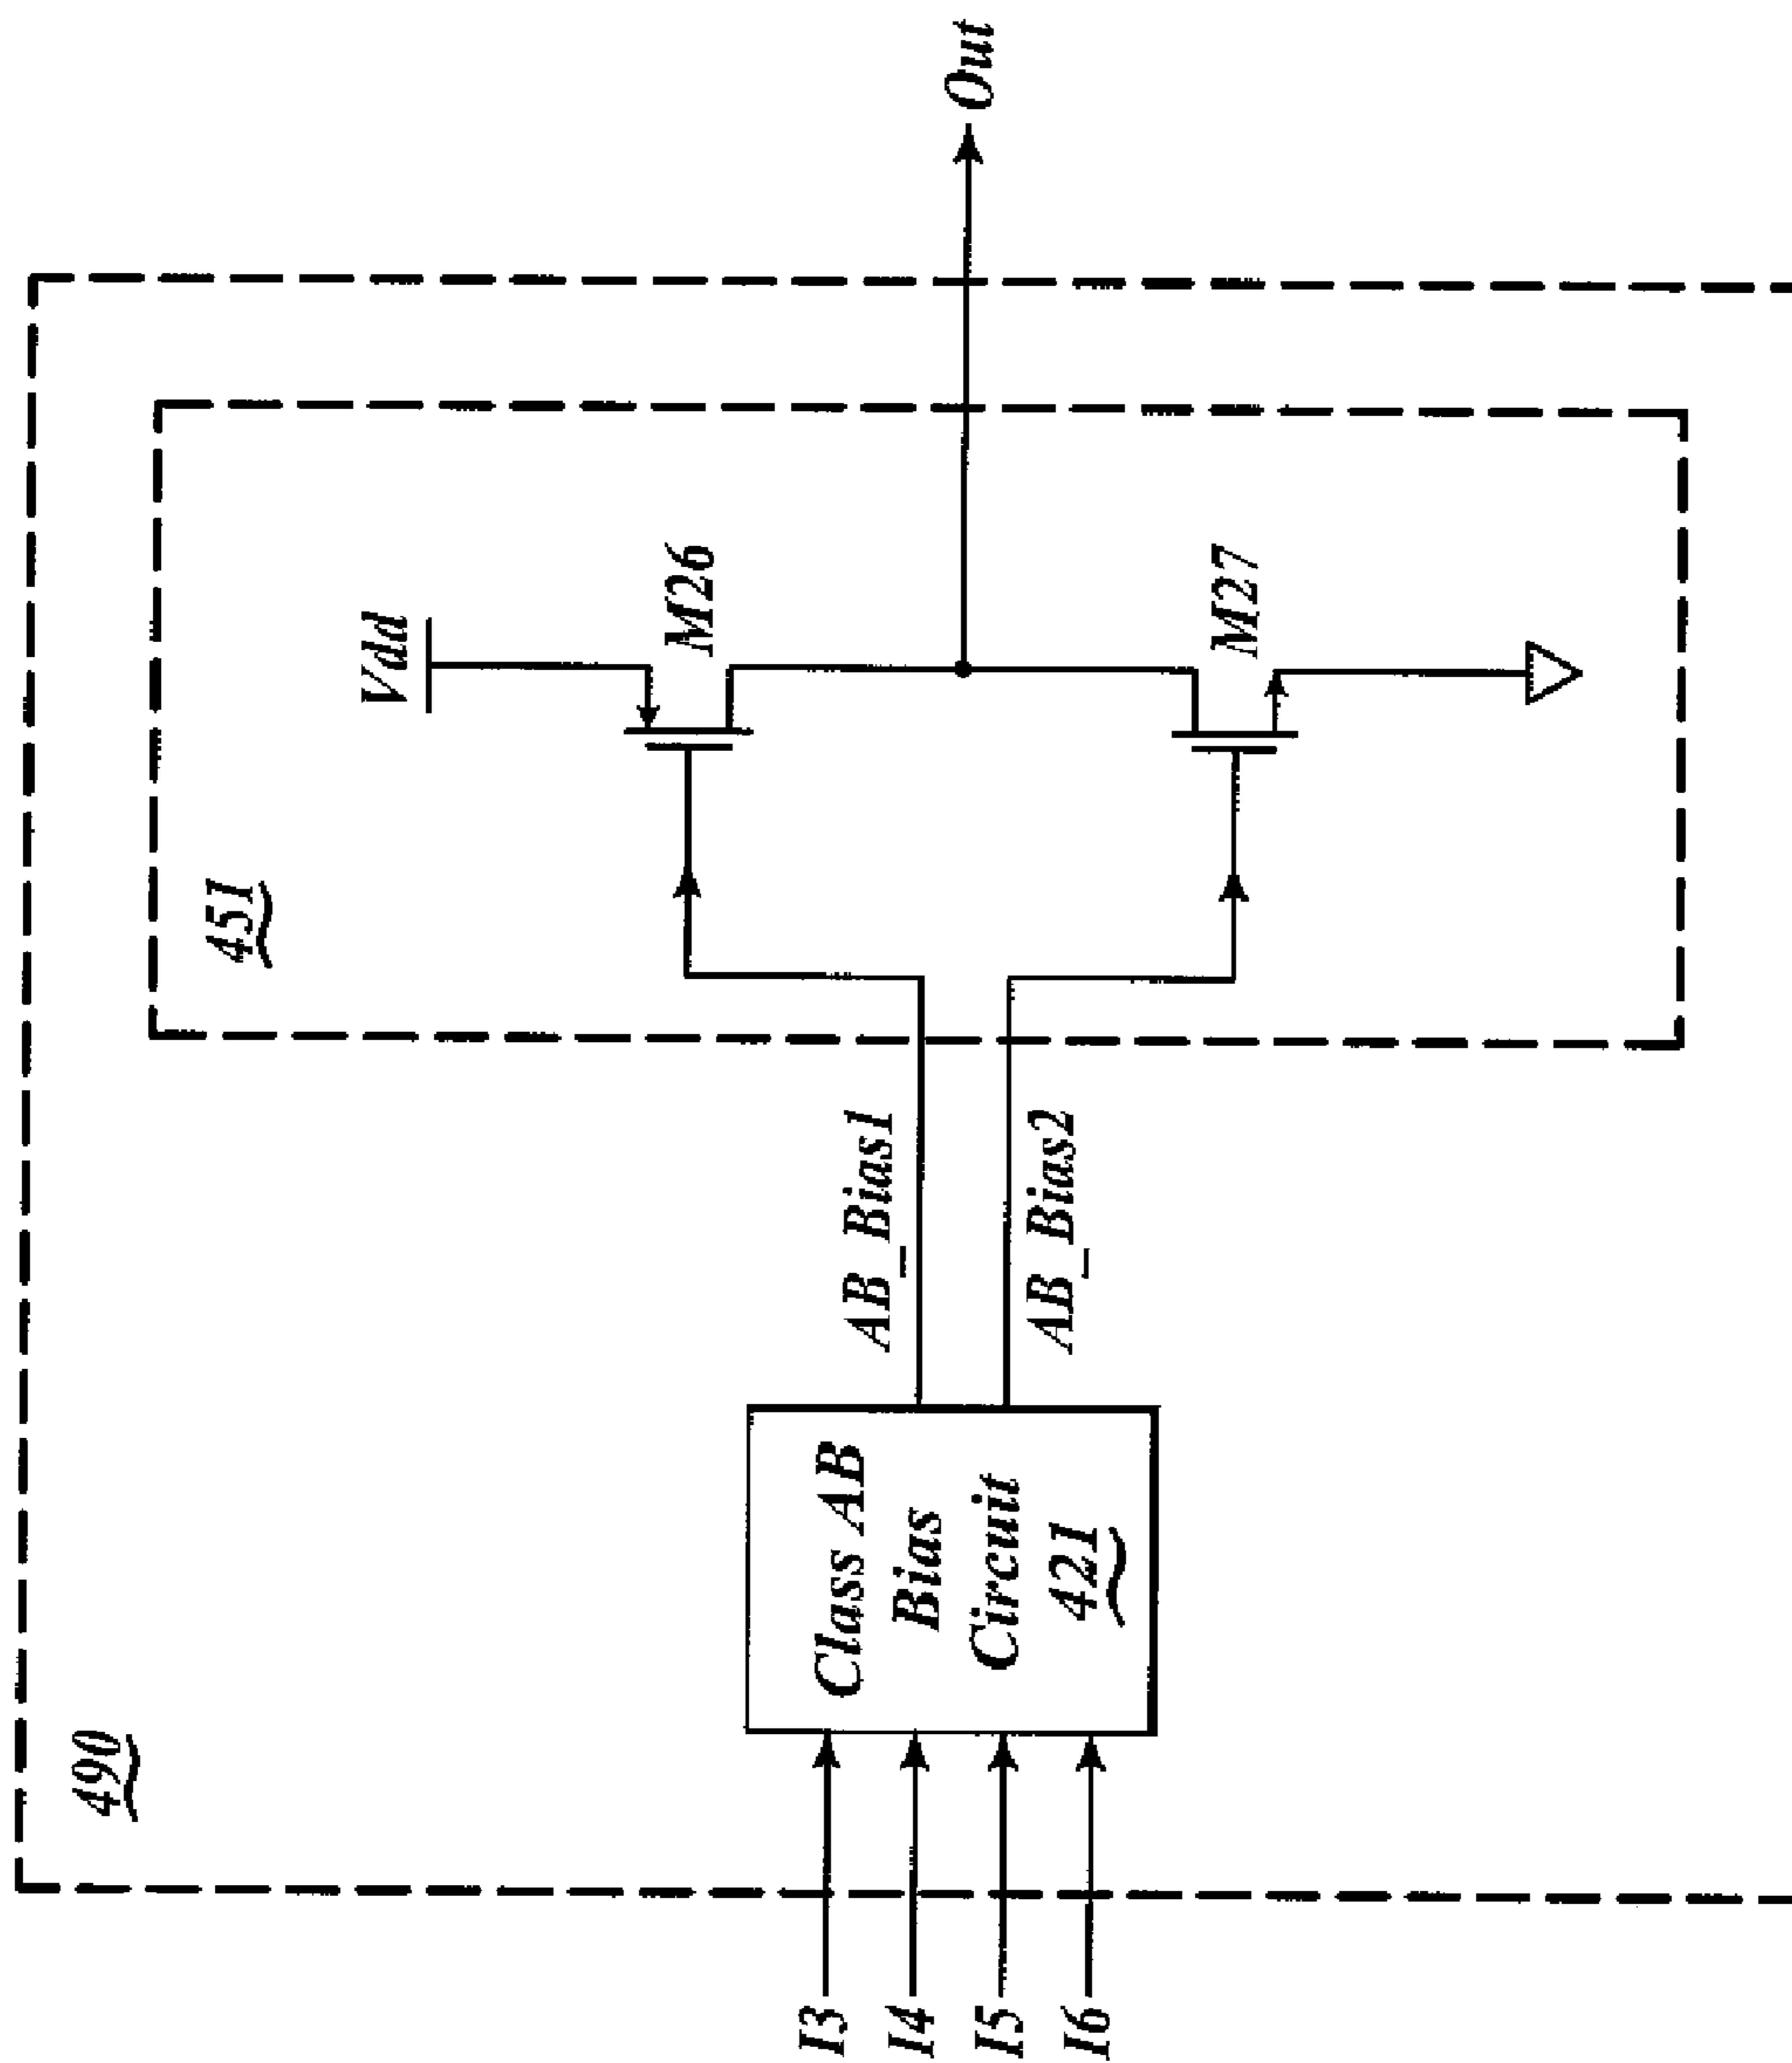 490
451
Vdd
M26
Out
M27
AB_Bias1
AB_Bias2
Class AB
Bias
Circuit
421
I3
I4
I5
I6